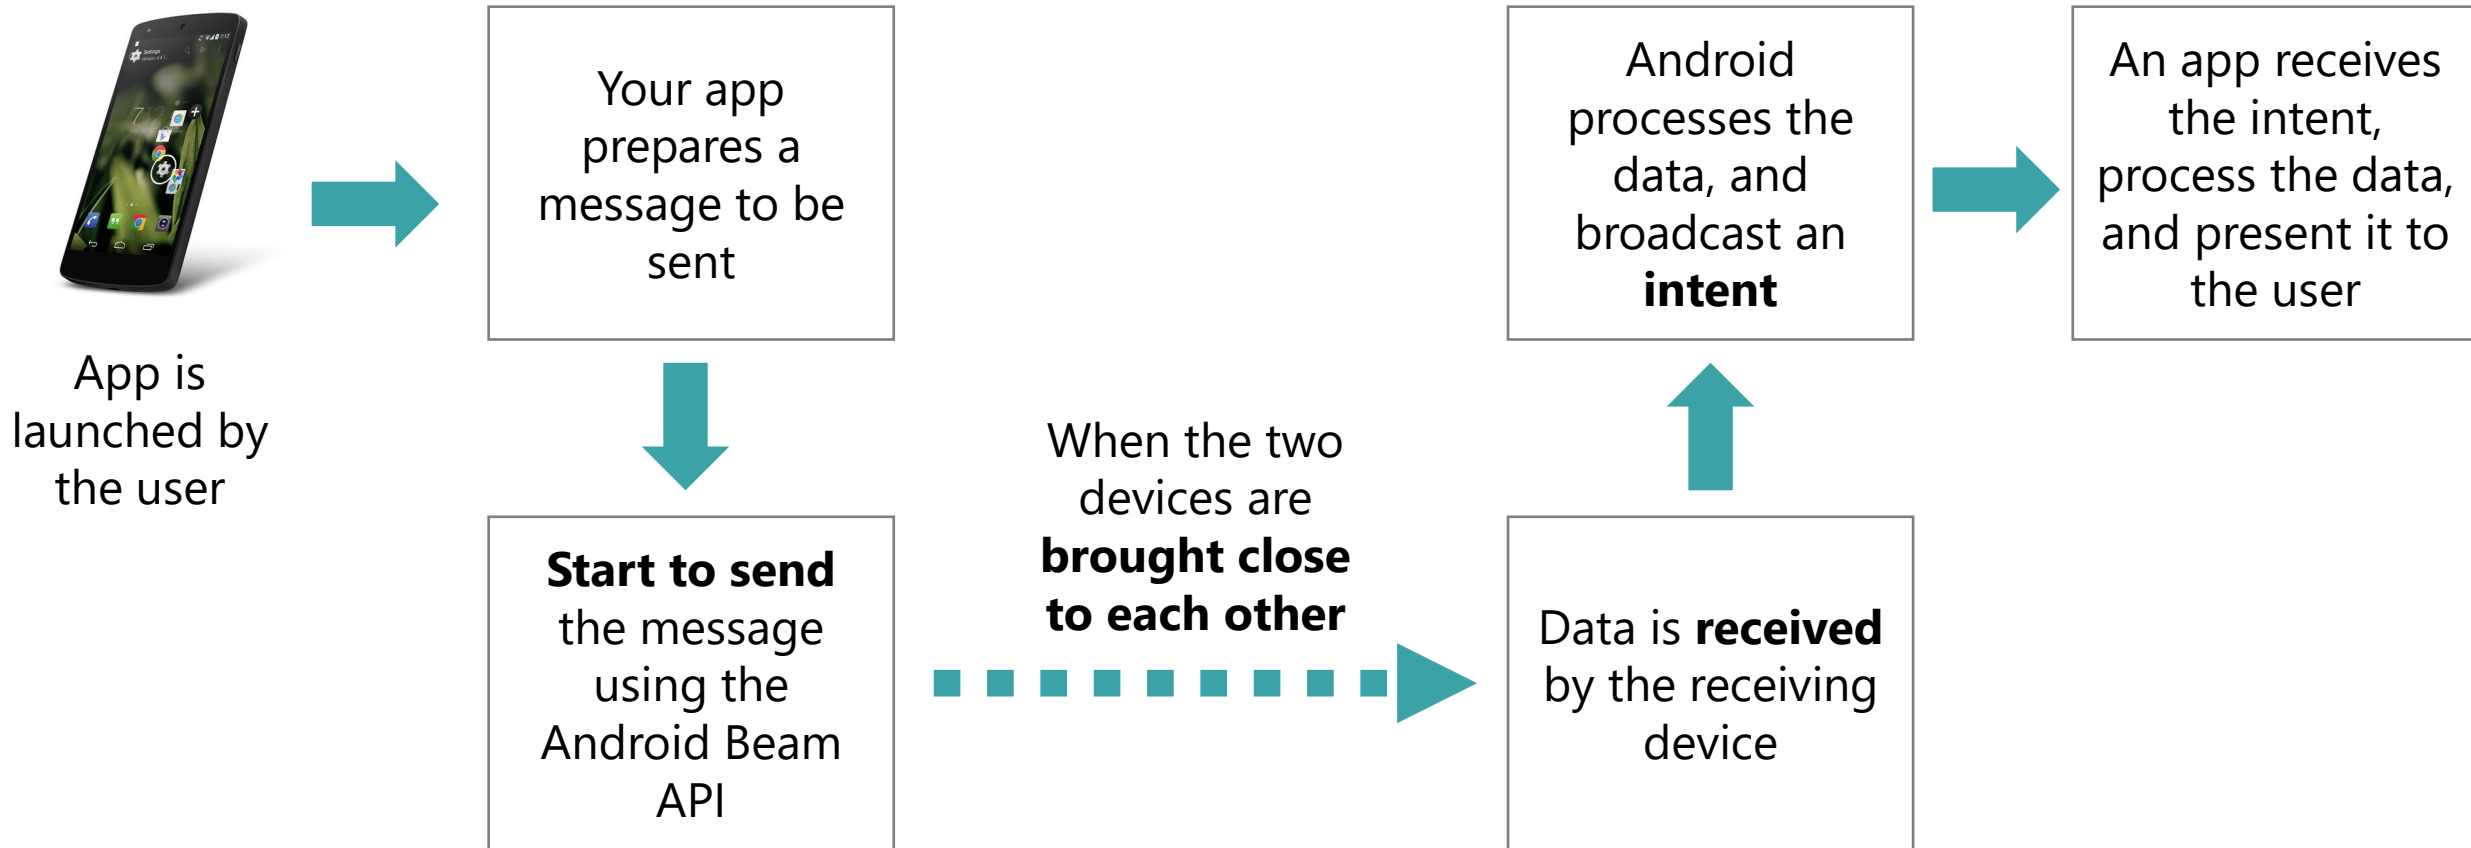 Settings
7:12
App is
launched by
the user
Your app
prepares a
message to be
sent
Start to send
the message
using the
Android Beam
API
When the two
devices are
brought close
to each other
Data is received
by the receiving
device
Android
processes the
data, and
broadcast an
intent
An app receives
the intent,
process the data,
and present it to
the user